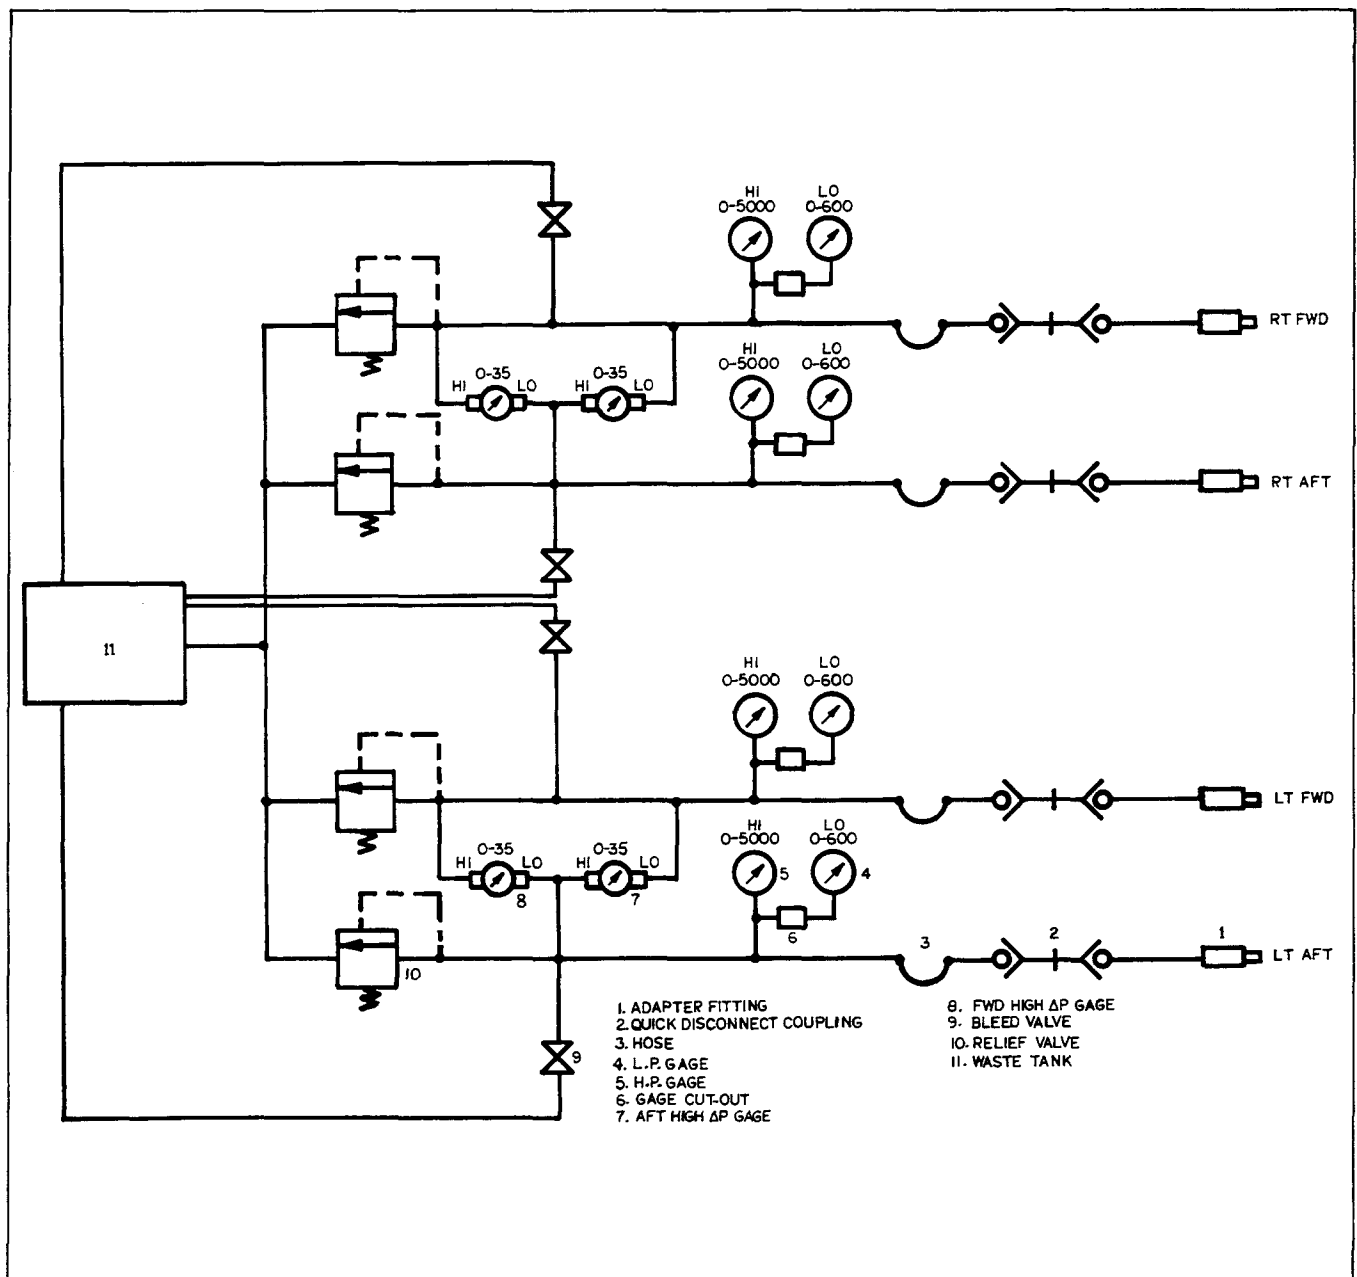 HI LO
0-5000 0-600
RT FWD
HI LO
0-5000 0-600
0-35 0-35
HI LO HI LO
RT AFT
11
HI LO
0-5000 0-600
LT FWD
HI LO
0-5000 0-600
0-35 0-35
HI LO HI LO
5 4
8 7
6 3 2 1
LT AFT
10
1. ADAPTER FITTING
2. QUICK DISCONNECT COUPLING
3. HOSE
4. L.P. GAGE
5. H.P. GAGE
6. GAGE CUT-OUT
7. AFT HIGH ΔP GAGE
8. FWD HIGH ΔP GAGE
9. BLEED VALVE
10. RELIEF VALVE
11. WASTE TANK
9